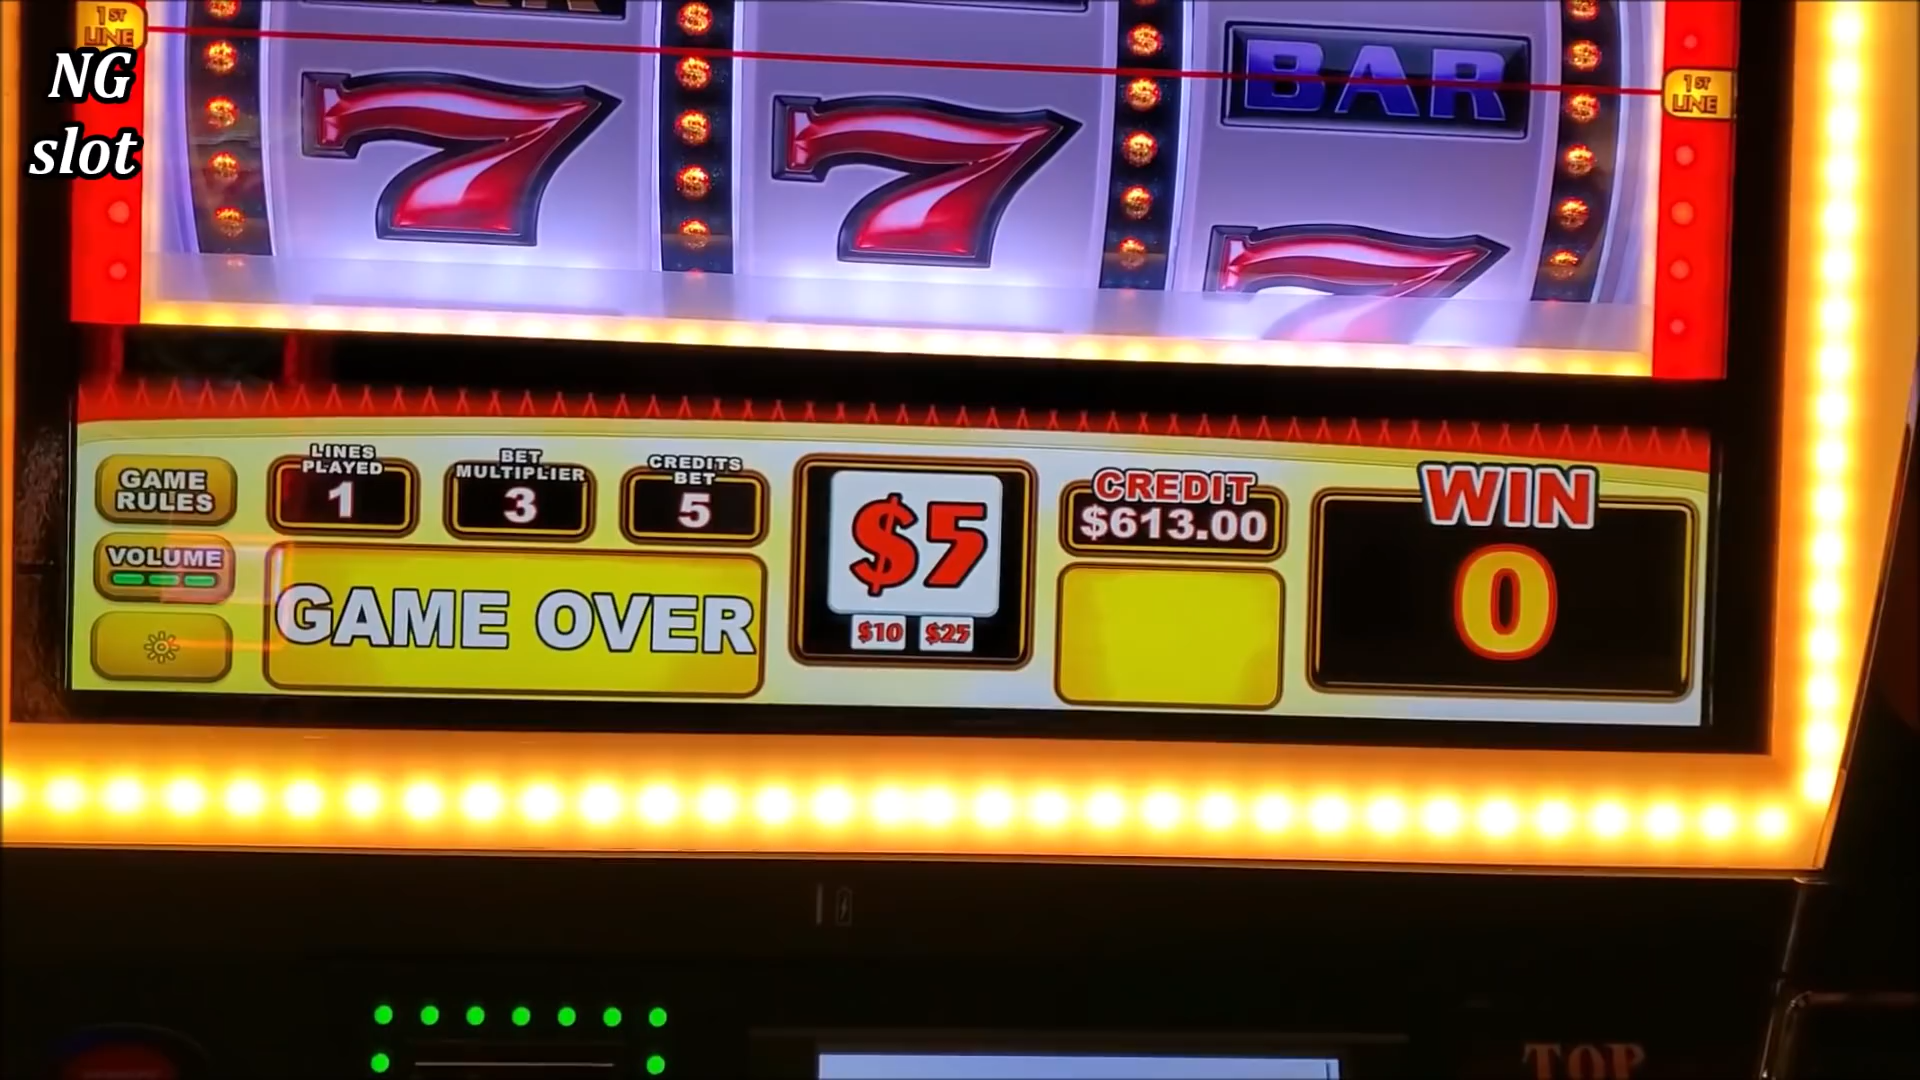 1ST
LINE
NG
slot
BAR
1ST
LINE
GAME
RULES
LINES
PLAYED
1
BET
MULTIPLIER
3
CREDITS
BET
5
$5
$10 $25
CREDIT
$613.00
WIN
0
VOLUME
GAME OVER
TOP